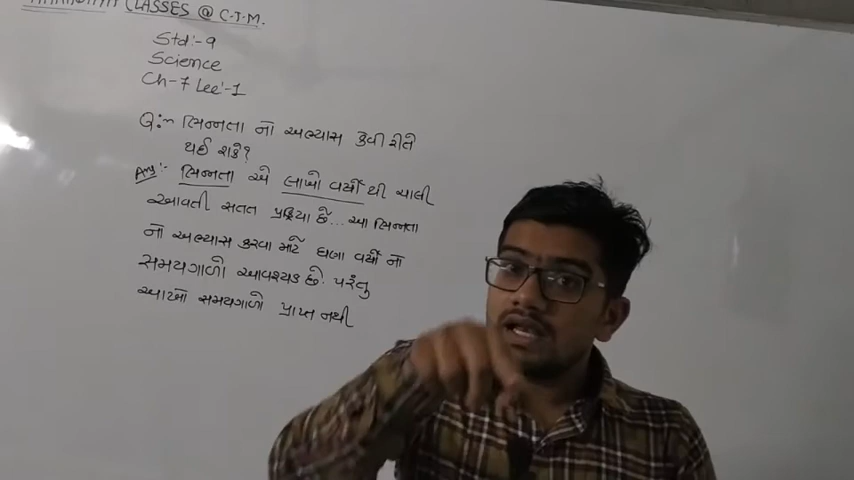 CLASSES @ C.T.M.
Std:- 9
Science
Ch-7 Lec'-1
Q:- ભિન્નતા નો અભ્યાસ કેવી રીતે
થઈ શકે?
Ans:- ભિન્નતા એ લાખો વર્ષો થી ચાલી
આવતી સતત પ્રક્રિયા છે... આ ભિન્નતા
નો અભ્યાસ કરવા માટે ઘણા વર્ષો નો
સમયગાળો આવશ્યક છે. પરંતુ
આખો સમયગાળો પ્રાપ્ત નથી